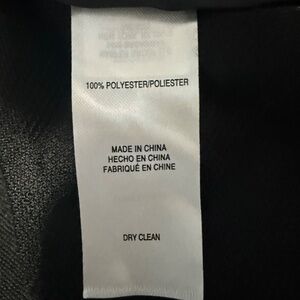 100% POLYESTER/POLIESTER
MADE IN CHINA
HECHO EN CHINA
FABRIQUÉ EN CHINE
DRY CLEAN